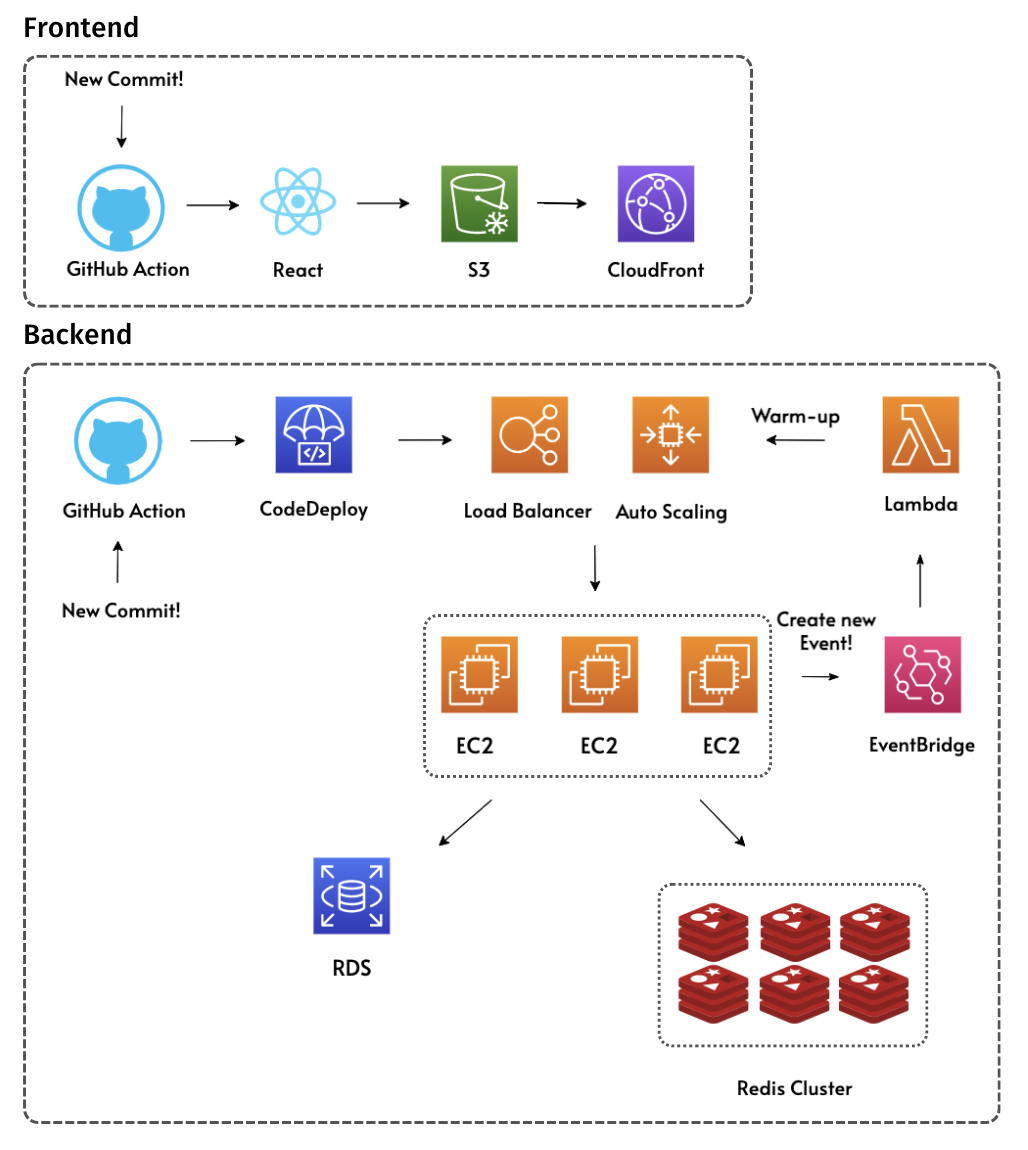 Frontend
New Commit!
GitHub Action
React
S3
CloudFront
Backend
Warm-up
GitHub Action
CodeDeploy
Load Balancer
Auto Scaling
Lambda
New Commit!
Create new
Event!
EC2
EC2
EC2
EventBridge
RDS
Redis Cluster